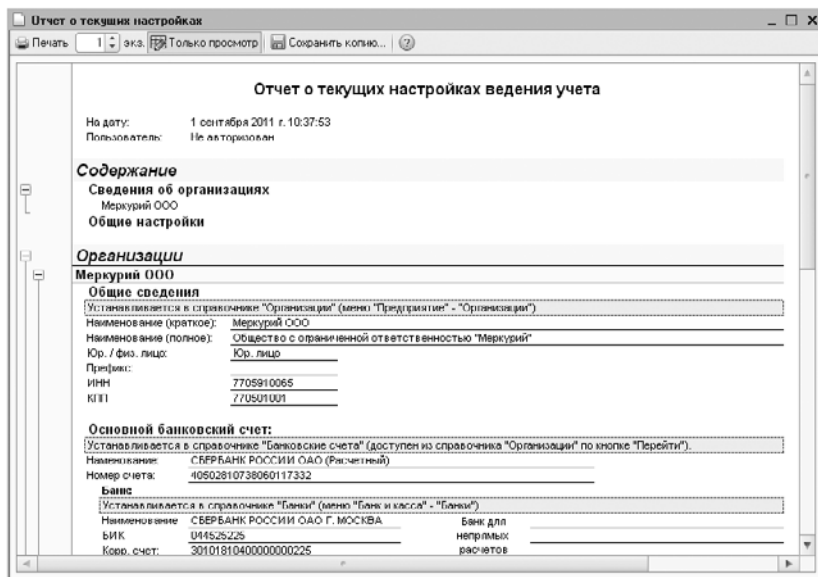 Отчет о текущих настройках
Печать 1 экз. Только просмотр Сохранить копию...
Отчет о текущих настройках ведения учета
На дату: 1 сентября 2011 г. 10:37:53
Пользователь: Не авторизован
Содержание
Сведения об организациях
Меркурий ООО
Общие настройки
Организации
Меркурий ООО
Общие сведения
Устанавливается в справочнике "Организации" (меню "Предприятие" - "Организации")
Наименование (краткое): Меркурий ООО
Наименование (полное): Общество с ограниченной ответственностью "Меркурий"
Юр. / физ. лицо: Юр. лицо
Префикс:
ИНН 7705910065
КПП 770501001
Основной банковский счет:
Устанавливается в справочнике "Банковские счета" (доступен из справочника "Организации" по кнопке "Перейти").
Наименование: СБЕРБАНК РОССИИ ОАО (Расчетный)
Номер счета: 40502810738060117332
Банк
Устанавливается в справочнике "Банки" (меню "Банк и касса" - "Банки")
Наименование СБЕРБАНК РОССИИ ОАО Г. МОСКВА Банк для
БИК 044525225 непрямых
Корр. счет: 30101810400000000225 расчетов